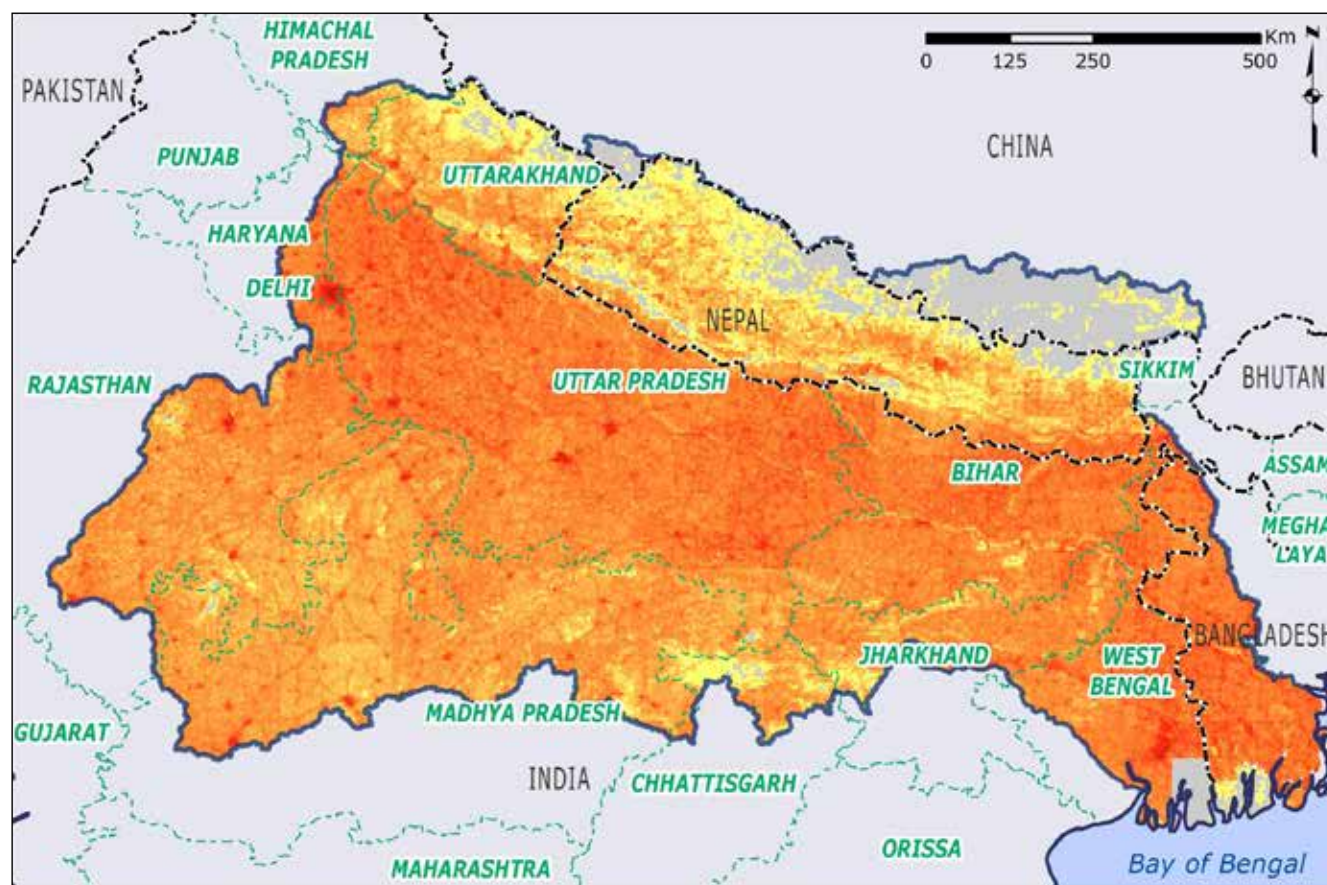 HIMACHAL
PRADESH
Km
N
0 125 250 500
PAKISTAN
CHINA
PUNJAB
UTTARAKHAND
HARYANA
DELHI
NEPAL
RAJASTHAN
UTTAR PRADESH
SIKKIM
BHUTAN
BIHAR
ASSAM
MEGHA
LAYA
BANGLADESH
JHARKHAND
WEST
BENGAL
MADHYA PRADESH
GUJARAT
INDIA
CHHATTISGARH
ORISSA
MAHARASHTRA
Bay of Bengal